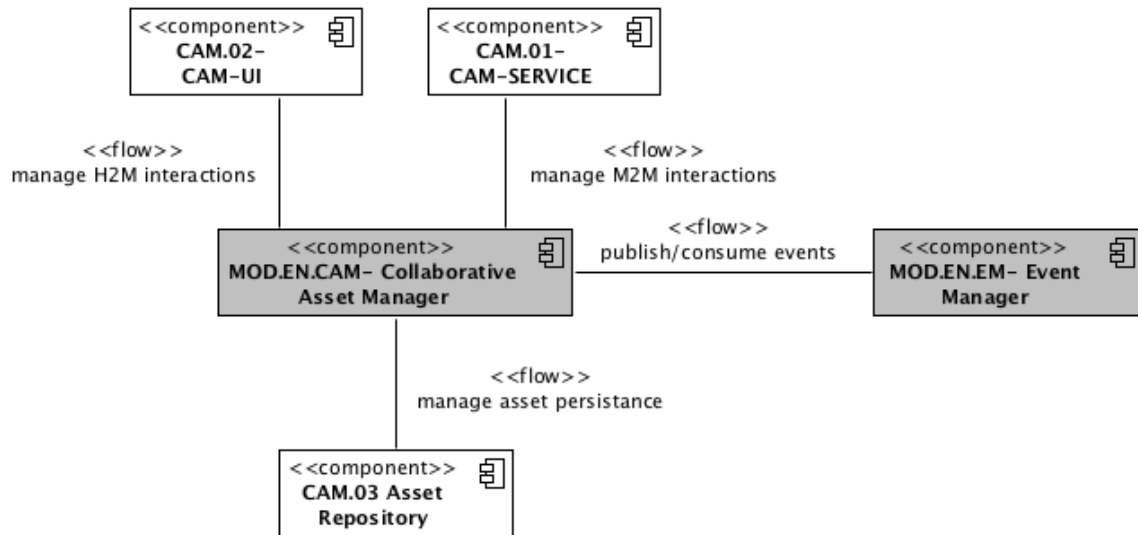 <<component>>
CAM.02-
CAM-UI
<<component>>
CAM.01-
CAM-SERVICE
<<flow>>
manage H2M interactions
<<flow>>
manage M2M interactions
<<component>>
MOD.EN.CAM- Collaborative
Asset Manager
<<flow>>
publish/consume events
<<component>>
MOD.EN.EM- Event
Manager
<<flow>>
manage asset persistance
<<component>>
CAM.03 Asset
Repository